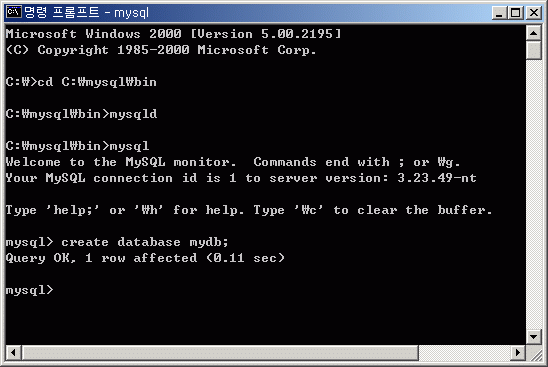 명령 프롬프트 - mysql
Microsoft Windows 2000 [Version 5.00.2195]
(C) Copyright 1985-2000 Microsoft Corp.
C:₩>cd C:₩mysql₩bin
C:₩mysql₩bin>mysqld
C:₩mysql₩bin>mysql
Welcome to the MySQL monitor.  Commands end with ; or ₩g.
Your MySQL connection id is 1 to server version: 3.23.49-nt
Type 'help;' or '₩h' for help. Type '₩c' to clear the buffer.
mysql> create database mydb;
Query OK, 1 row affected (0.11 sec)
mysql>